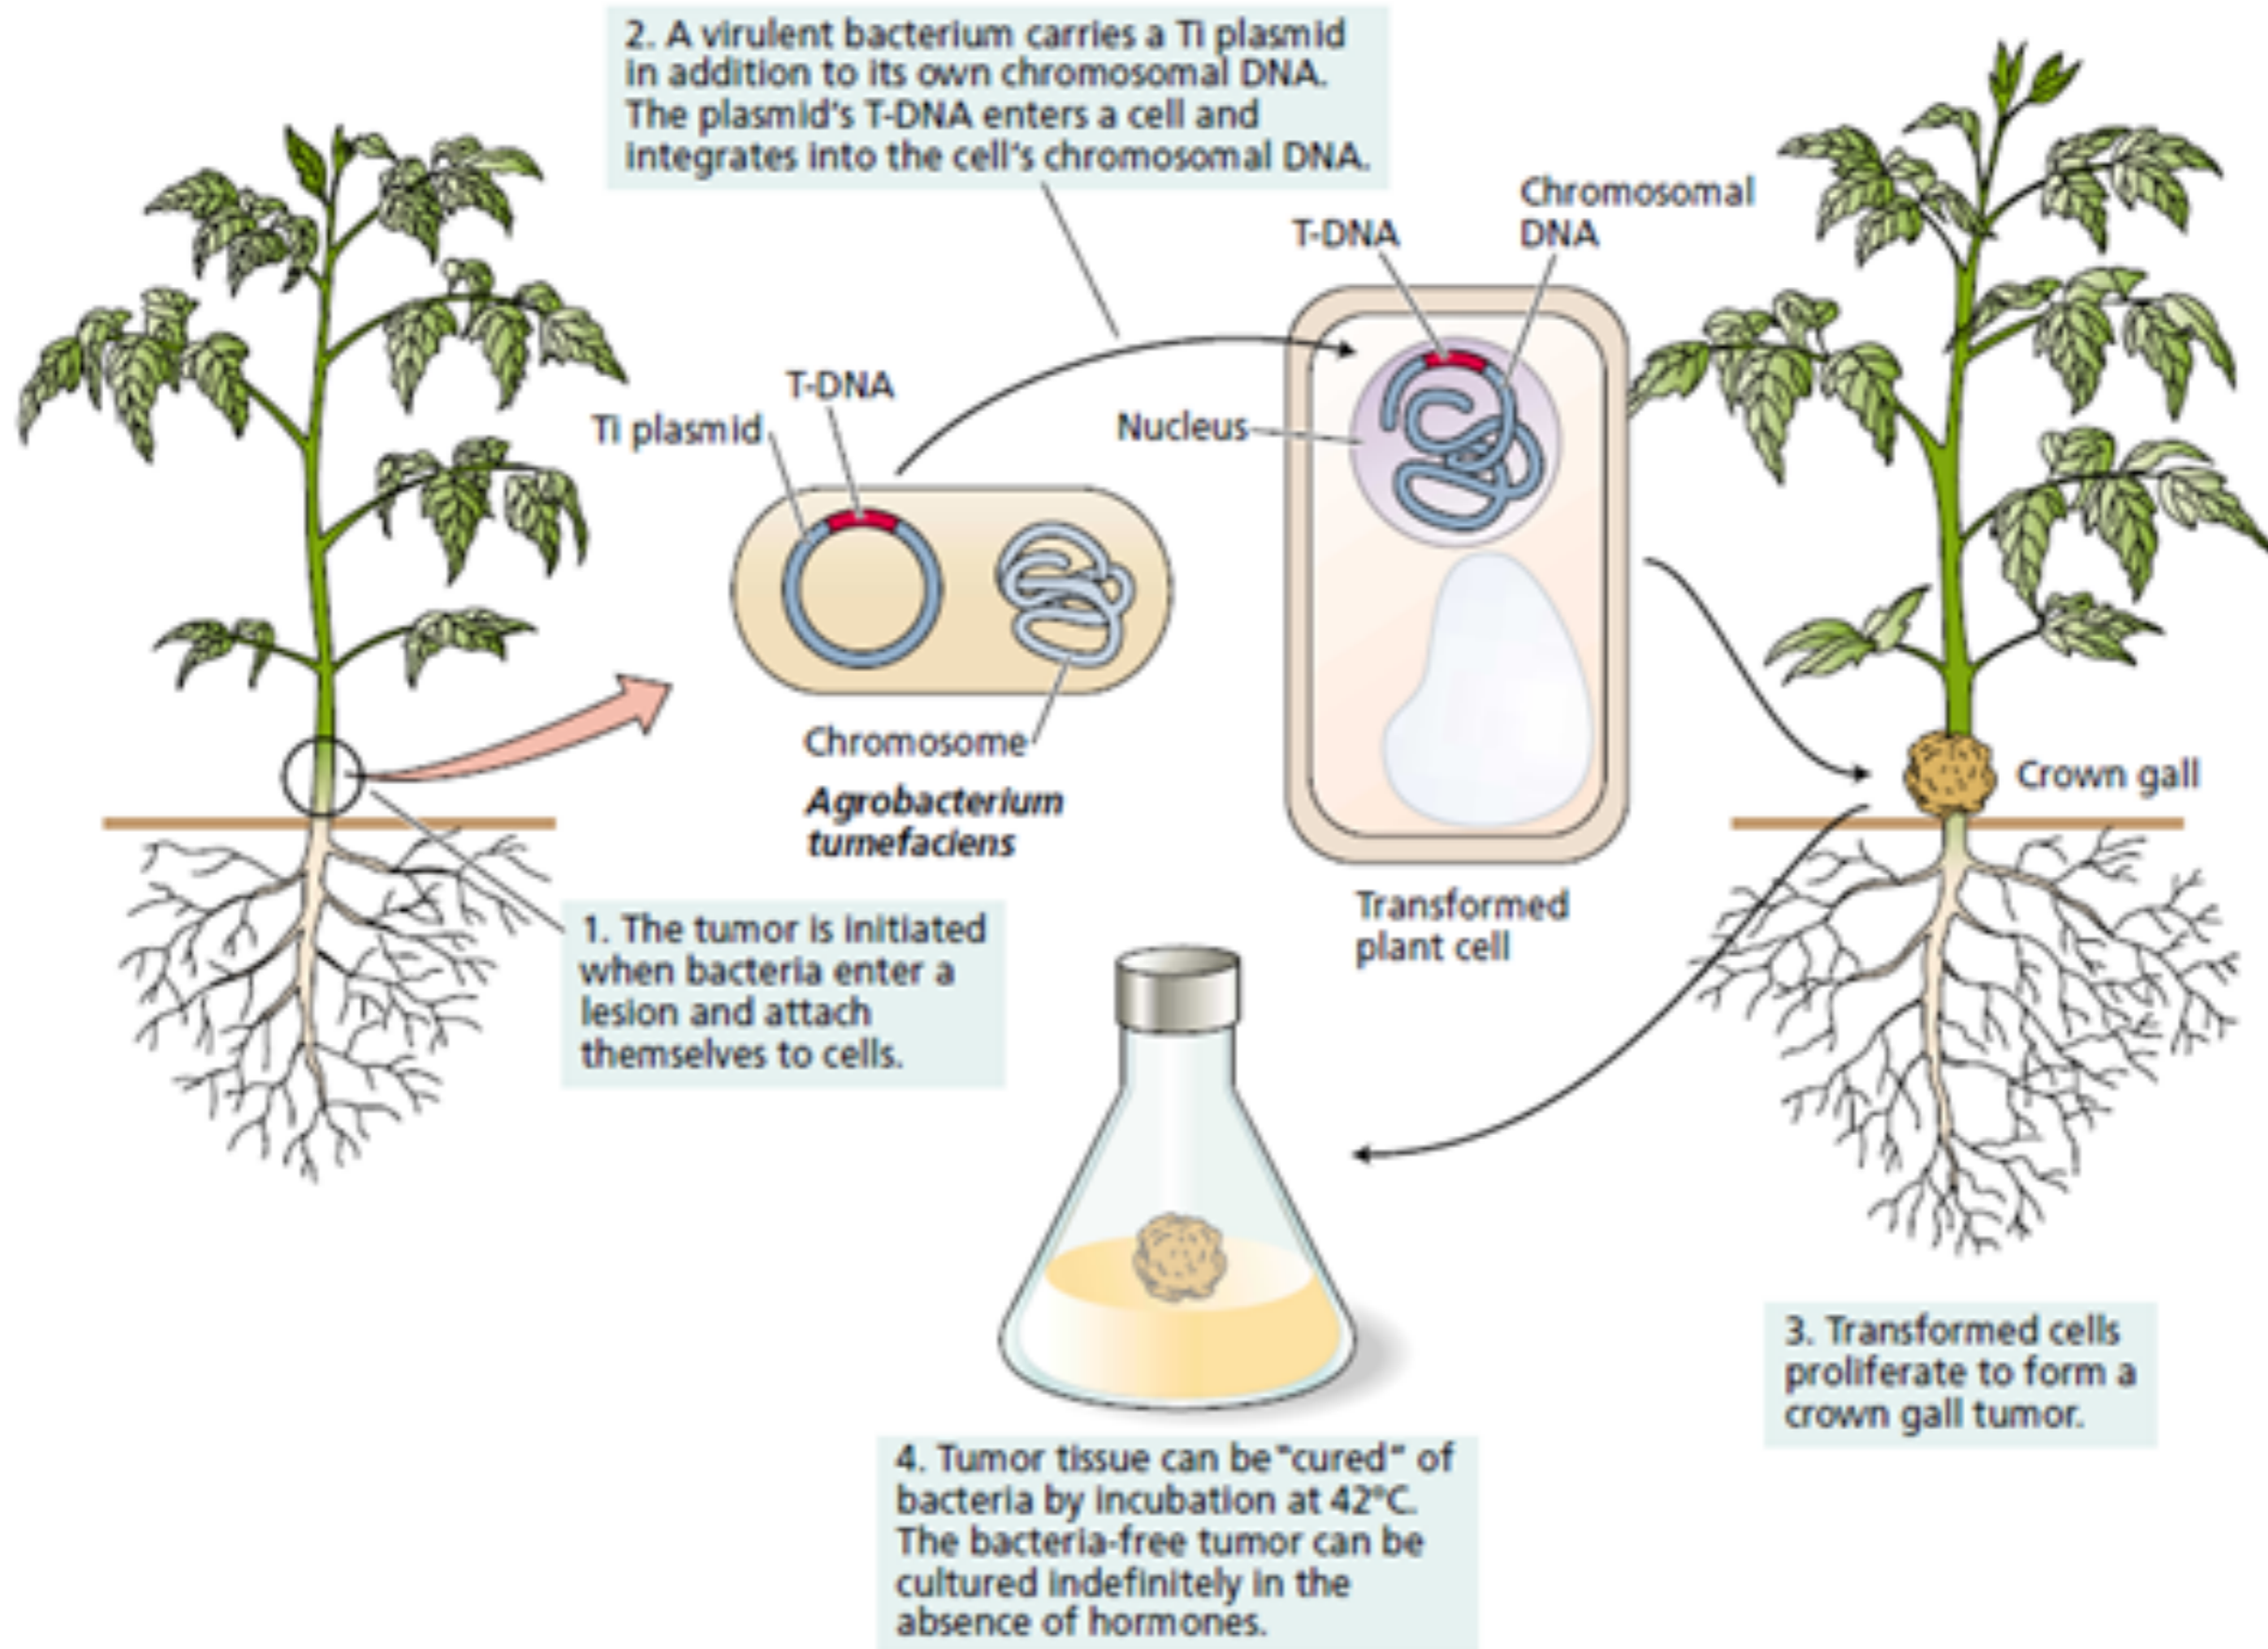 2. A virulent bacterium carries a Ti plasmid
in addition to its own chromosomal DNA.
The plasmid's T-DNA enters a cell and
integrates into the cell's chromosomal DNA.
Chromosomal
DNA
T-DNA
T-DNA
Ti plasmid
Nucleus
Chromosome
Agrobacterium
tumefaciens
Crown gall
Transformed
plant cell
1. The tumor is initiated
when bacteria enter a
lesion and attach
themselves to cells.
3. Transformed cells
proliferate to form a
crown gall tumor.
4. Tumor tissue can be "cured" of
bacteria by incubation at 42°C.
The bacteria-free tumor can be
cultured indefinitely in the
absence of hormones.